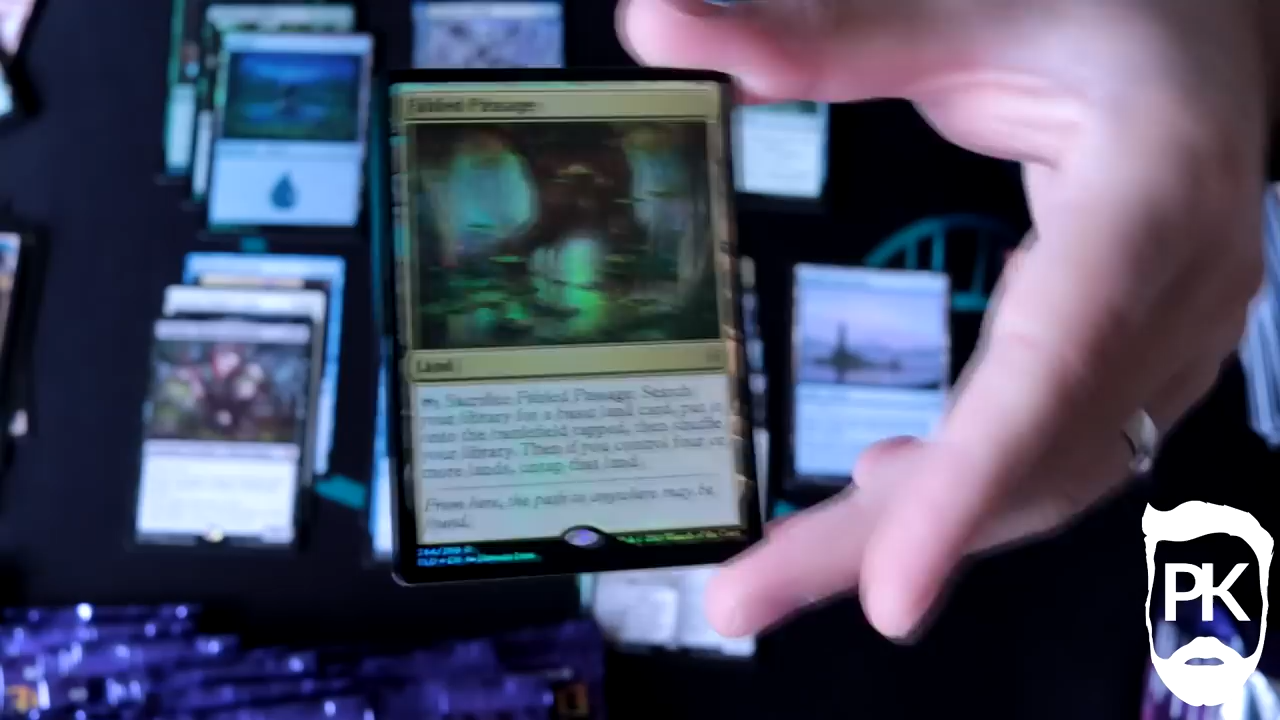 Fabled Passage
Land
Sacrifice Fabled Passage: Search
your library for a basic land card, put it
onto the battlefield tapped, then shuffle
your library. Then if you control four or
more lands, untap that land.
From here, the path to anywhere may be
found.
PK